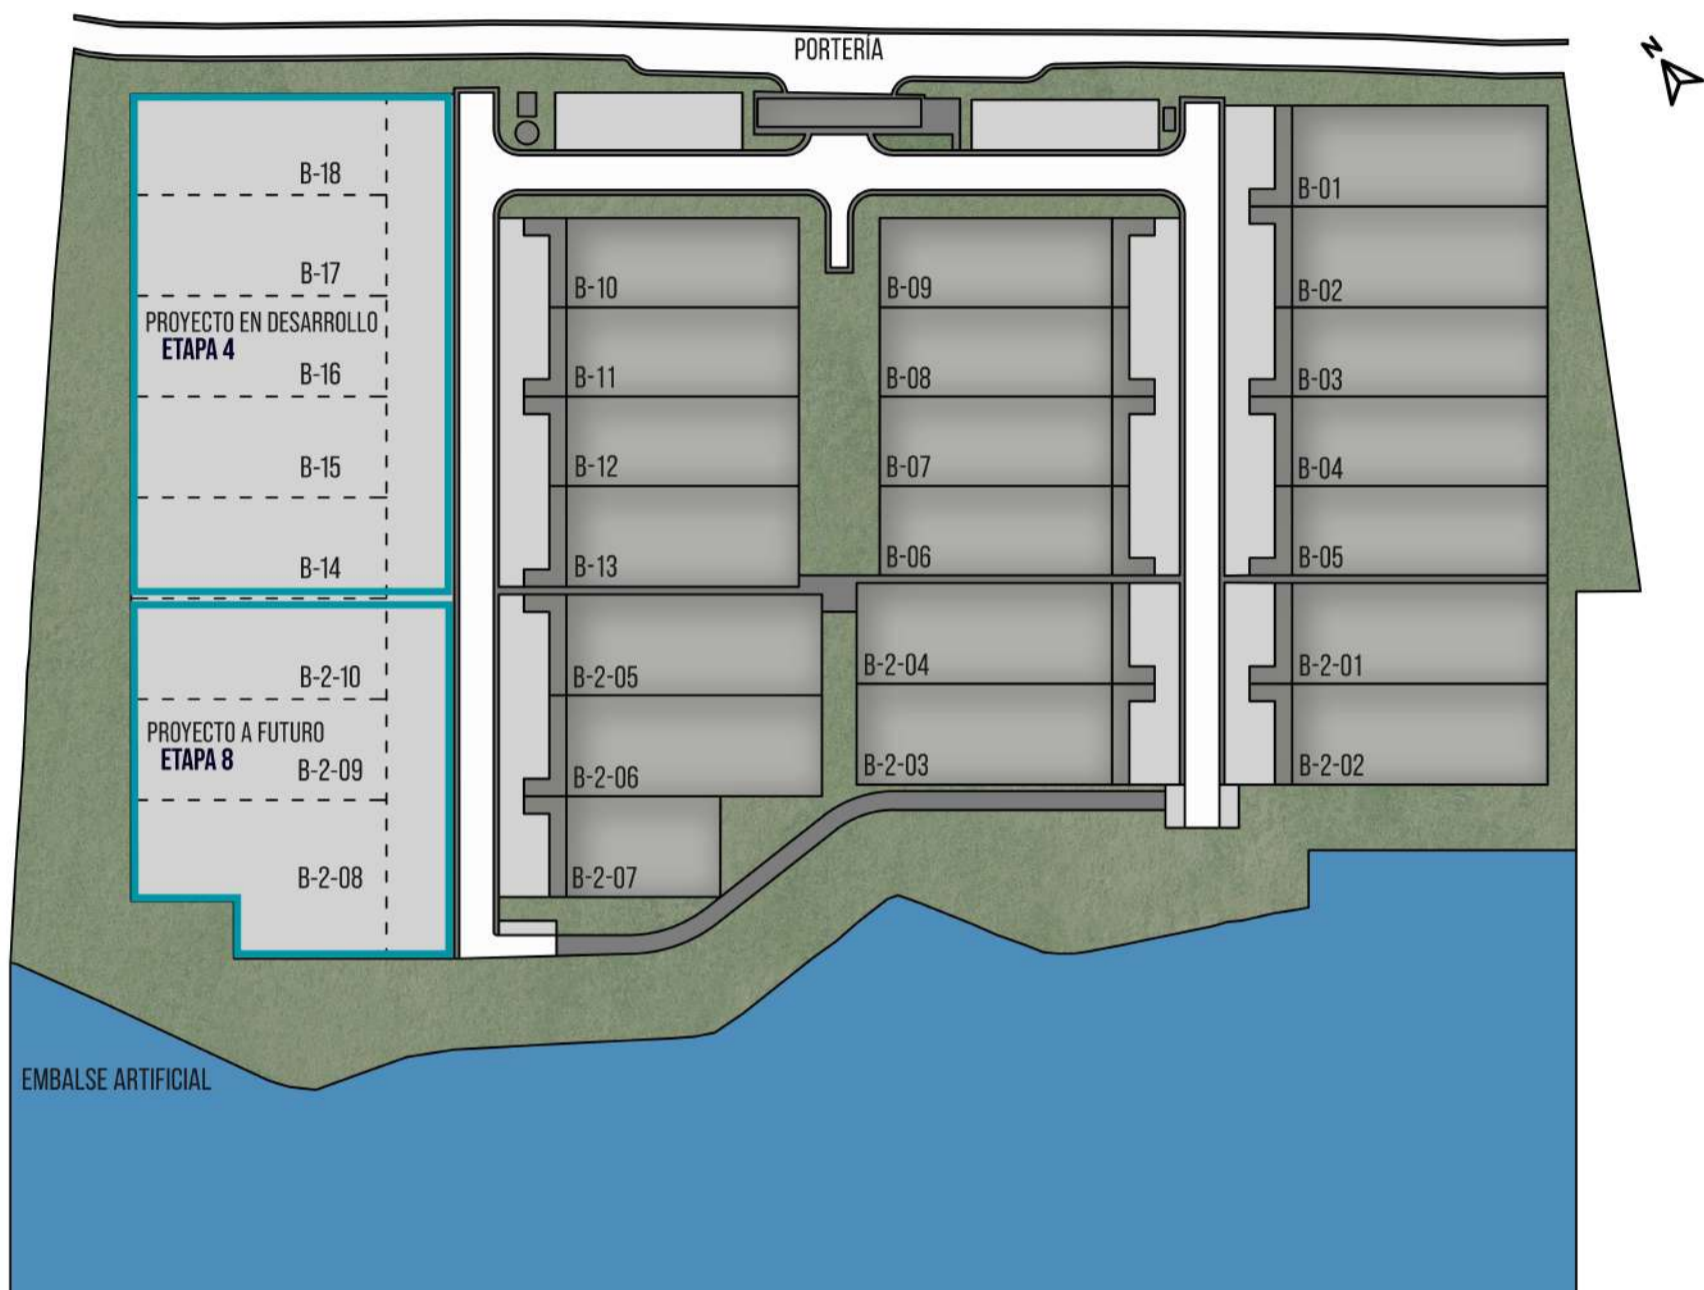 PORTERÍA
N
B-18
B-17
PROYECTO EN DESARROLLO
ETAPA 4
B-16
B-15
B-14
B-2-10
PROYECTO A FUTURO
ETAPA 8
B-2-09
B-2-08
B-10
B-11
B-12
B-13
B-2-05
B-2-06
B-2-07
B-09
B-08
B-07
B-06
B-2-04
B-2-03
B-01
B-02
B-03
B-04
B-05
B-2-01
B-2-02
EMBALSE ARTIFICIAL